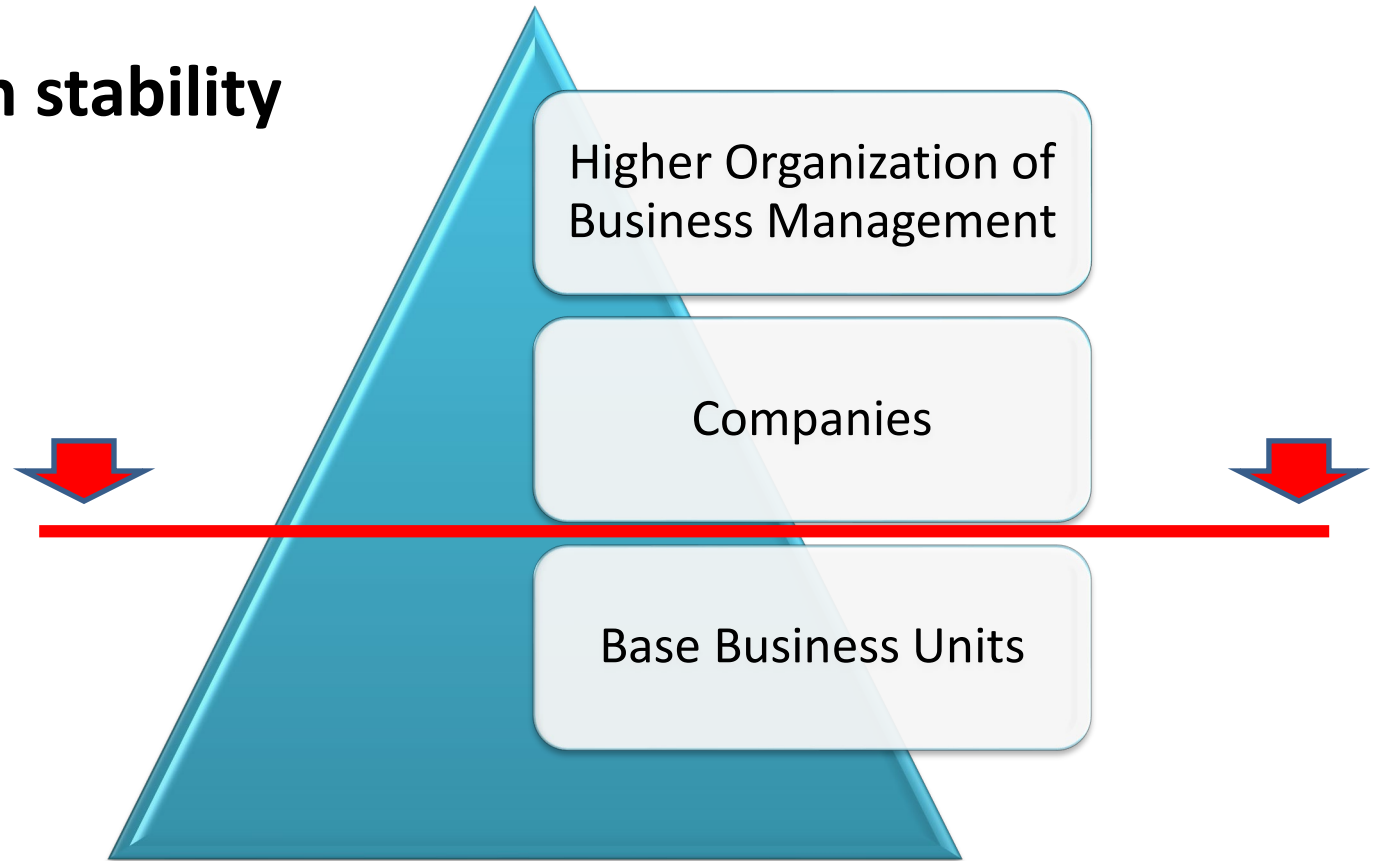 stability
Higher Organization of
Business Management
Companies
Base Business Units